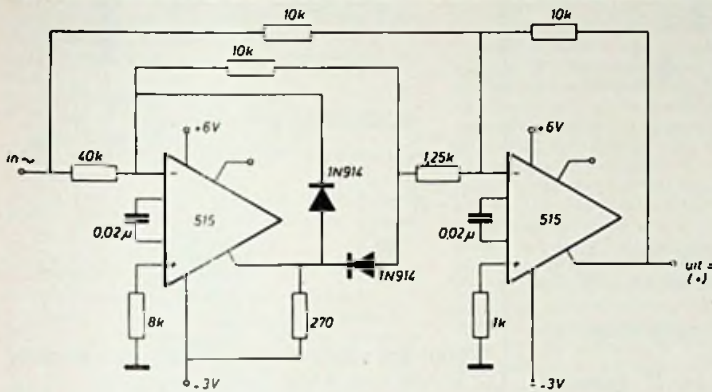 10k
10k
10k
in ~
40k
+6V
1N914
1,25k
+6V
515
515
0,02µ
1N914
0,02µ
uit =
(+)
8k
270
1k
-3V
-3V